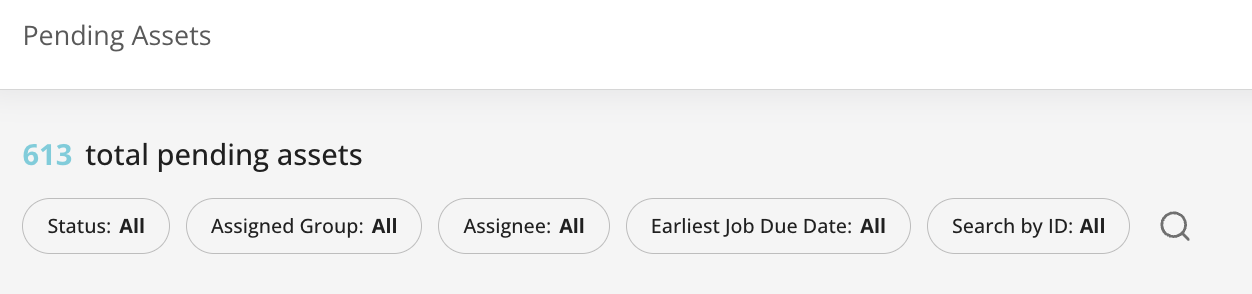 Pending Assets
613 total pending assets
Status: All Assigned Group: All Assignee: All Earliest Job Due Date: All Search by ID: All